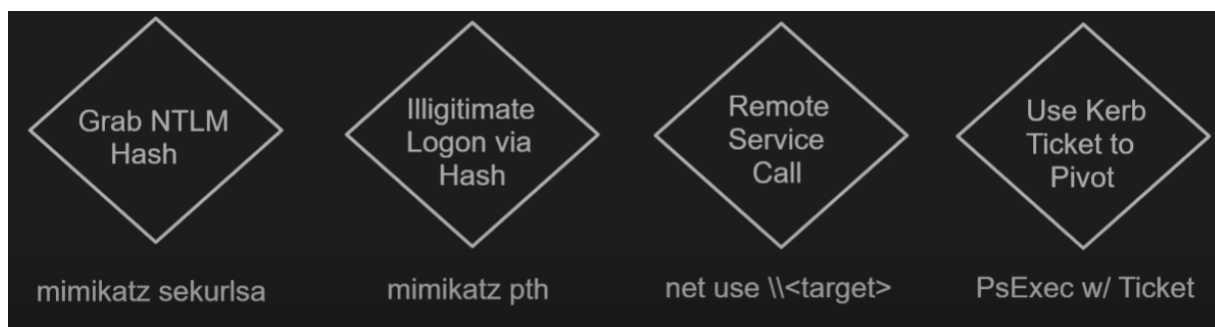 Grab NTLM
Hash
Illigitimate
Logon via
Hash
Remote
Service
Call
Use Kerb
Ticket to
Pivot
mimikatz sekurlsa
mimikatz pth
net use \\<target>
PsExec w/ Ticket